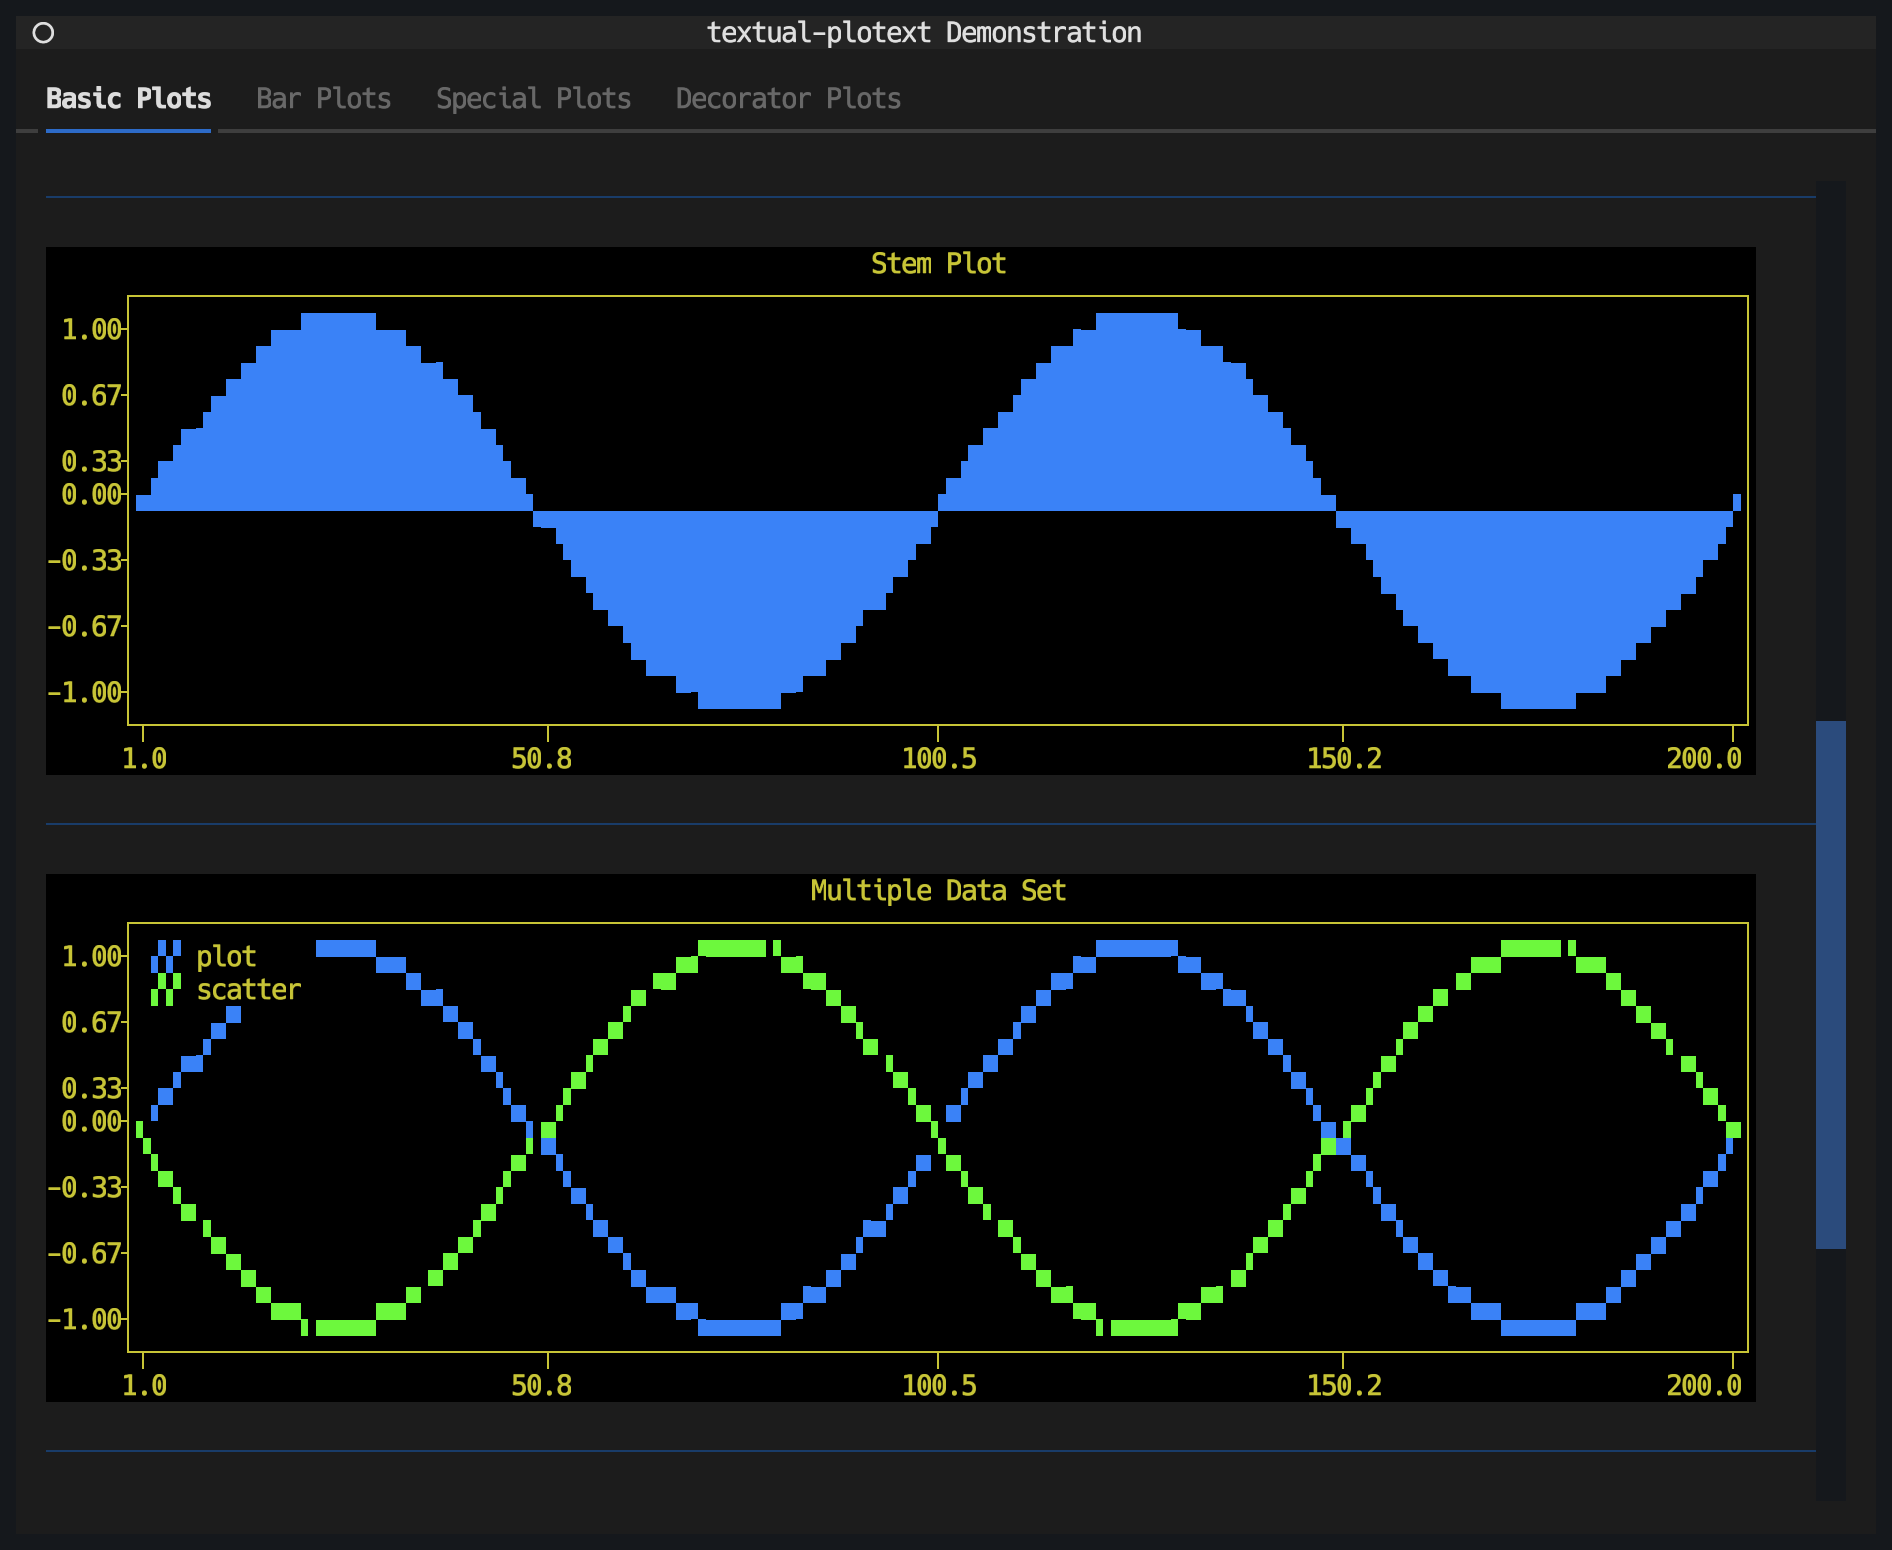 textual-plotext Demonstration
Basic Plots Bar Plots Special Plots Decorator Plots
Stem Plot
1.00
0.67
0.33
0.00
-0.33
-0.67
-1.00
1.0 50.8 100.5 150.2 200.0
Multiple Data Set
1.00
plot
scatter
0.67
0.33
0.00
-0.33
-0.67
-1.00
1.0 50.8 100.5 150.2 200.0